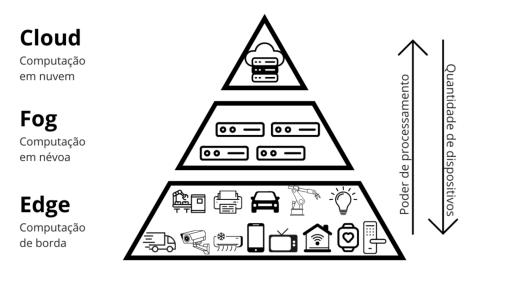 Cloud
Computação
em nuvem
Fog
Computação
em névoa
Edge
Computação
de borda
Poder de processamento
Quantidade de dispositivos